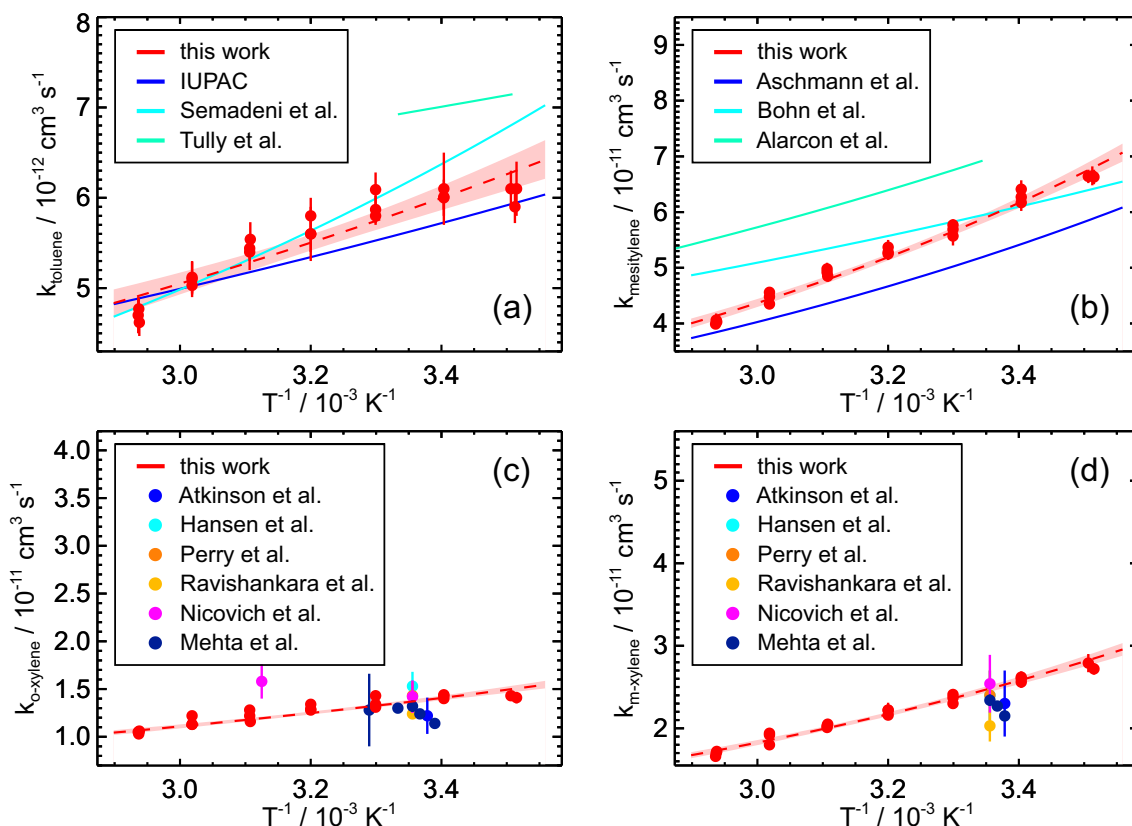 this work
IUPAC
Semadeni et al.
Tully et al.
(a)
8
7
6
5
k_toluene / 10^-12 cm^3 s^-1
3.0 3.2 3.4
T^-1 / 10^-3 K^-1
this work
Aschmann et al.
Bohn et al.
Alarcon et al.
(b)
9
8
7
6
5
4
k_mesitylene / 10^-11 cm^3 s^-1
3.0 3.2 3.4
T^-1 / 10^-3 K^-1
this work
Atkinson et al.
Hansen et al.
Perry et al.
Ravishankara et al.
Nicovich et al.
Mehta et al.
(c)
4.0
3.5
3.0
2.5
2.0
1.5
1.0
k_o-xylene / 10^-11 cm^3 s^-1
3.0 3.2 3.4
T^-1 / 10^-3 K^-1
this work
Atkinson et al.
Hansen et al.
Perry et al.
Ravishankara et al.
Nicovich et al.
Mehta et al.
(d)
5
4
3
2
k_m-xylene / 10^-11 cm^3 s^-1
3.0 3.2 3.4
T^-1 / 10^-3 K^-1